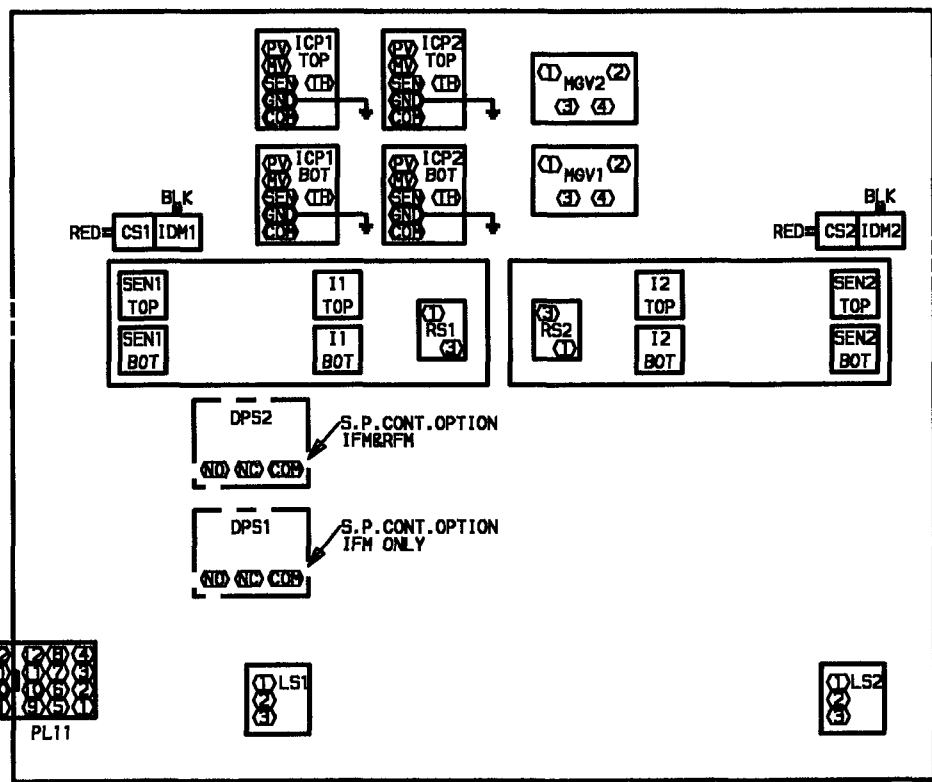 ICP1
TOP
PV
MV
SEN TH
GND
COM
ICP2
TOP
PV
MV
SEN TH
GND
COM
1 2
MGV2
3 4
ICP1
BOT
PV
MV
SEN TH
GND
COM
ICP2
BOT
PV
MV
SEN TH
GND
COM
1 2
MGV1
3 4
BLK
RED CS1 IDM1
BLK
RED CS2 IDM2
SEN1
TOP
I1
TOP
1
RS1
3
SEN1
BOT
I1
BOT
3
RS2
1
I2
TOP
SEN2
TOP
I2
BOT
SEN2
BOT
DPS2
NO NC COM
S.P.CONT.OPTION
IFM&RFM
DPS1
NO NC COM
S.P.CONT.OPTION
IFM ONLY
12 8 4
11 7 3
10 6 2
9 5 1
PL11
1 LS1
2
3
1 LS2
2
3